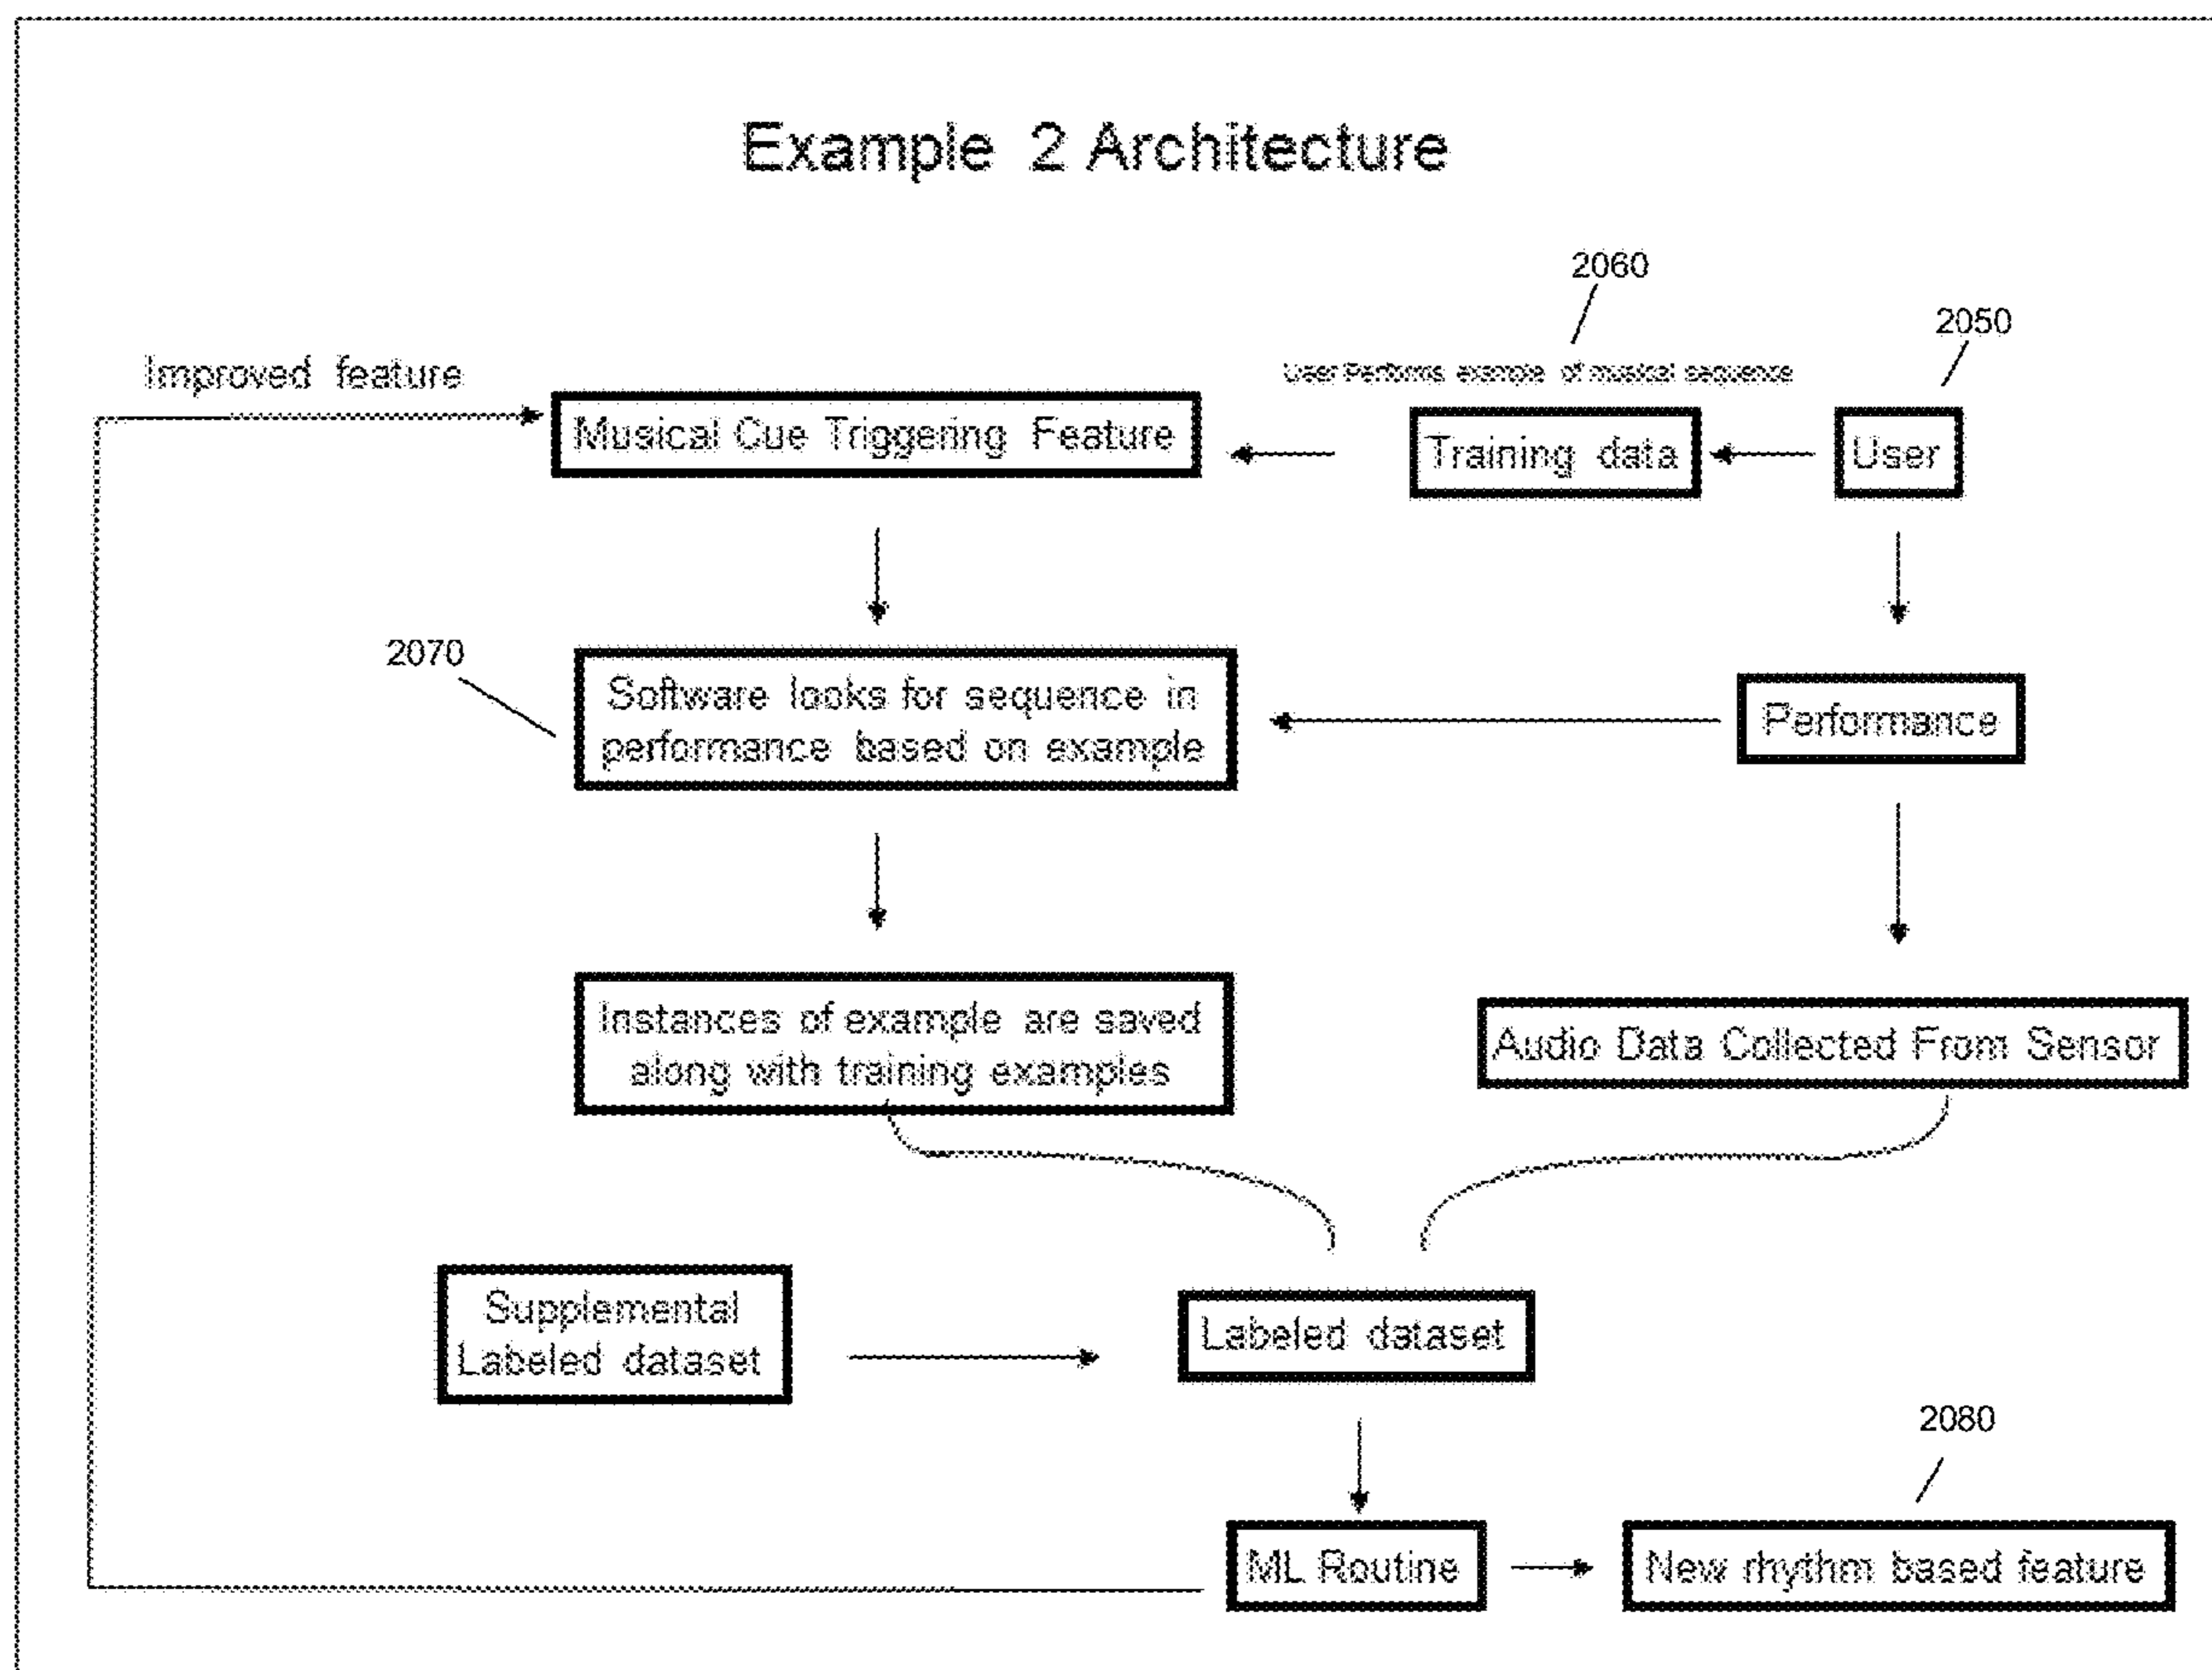 Example 2 Architecture
2060
2050
Improved feature
User Performs example of musical sequence
Musical Cue Triggering Feature
Training data
User
2070
Software looks for sequence in
performance based on example
Performance
Instances of example are saved
along with training examples
Audio Data Collected From Sensor
Supplemental
Labeled dataset
Labeled dataset
2080
ML Routine
New rhythm based feature